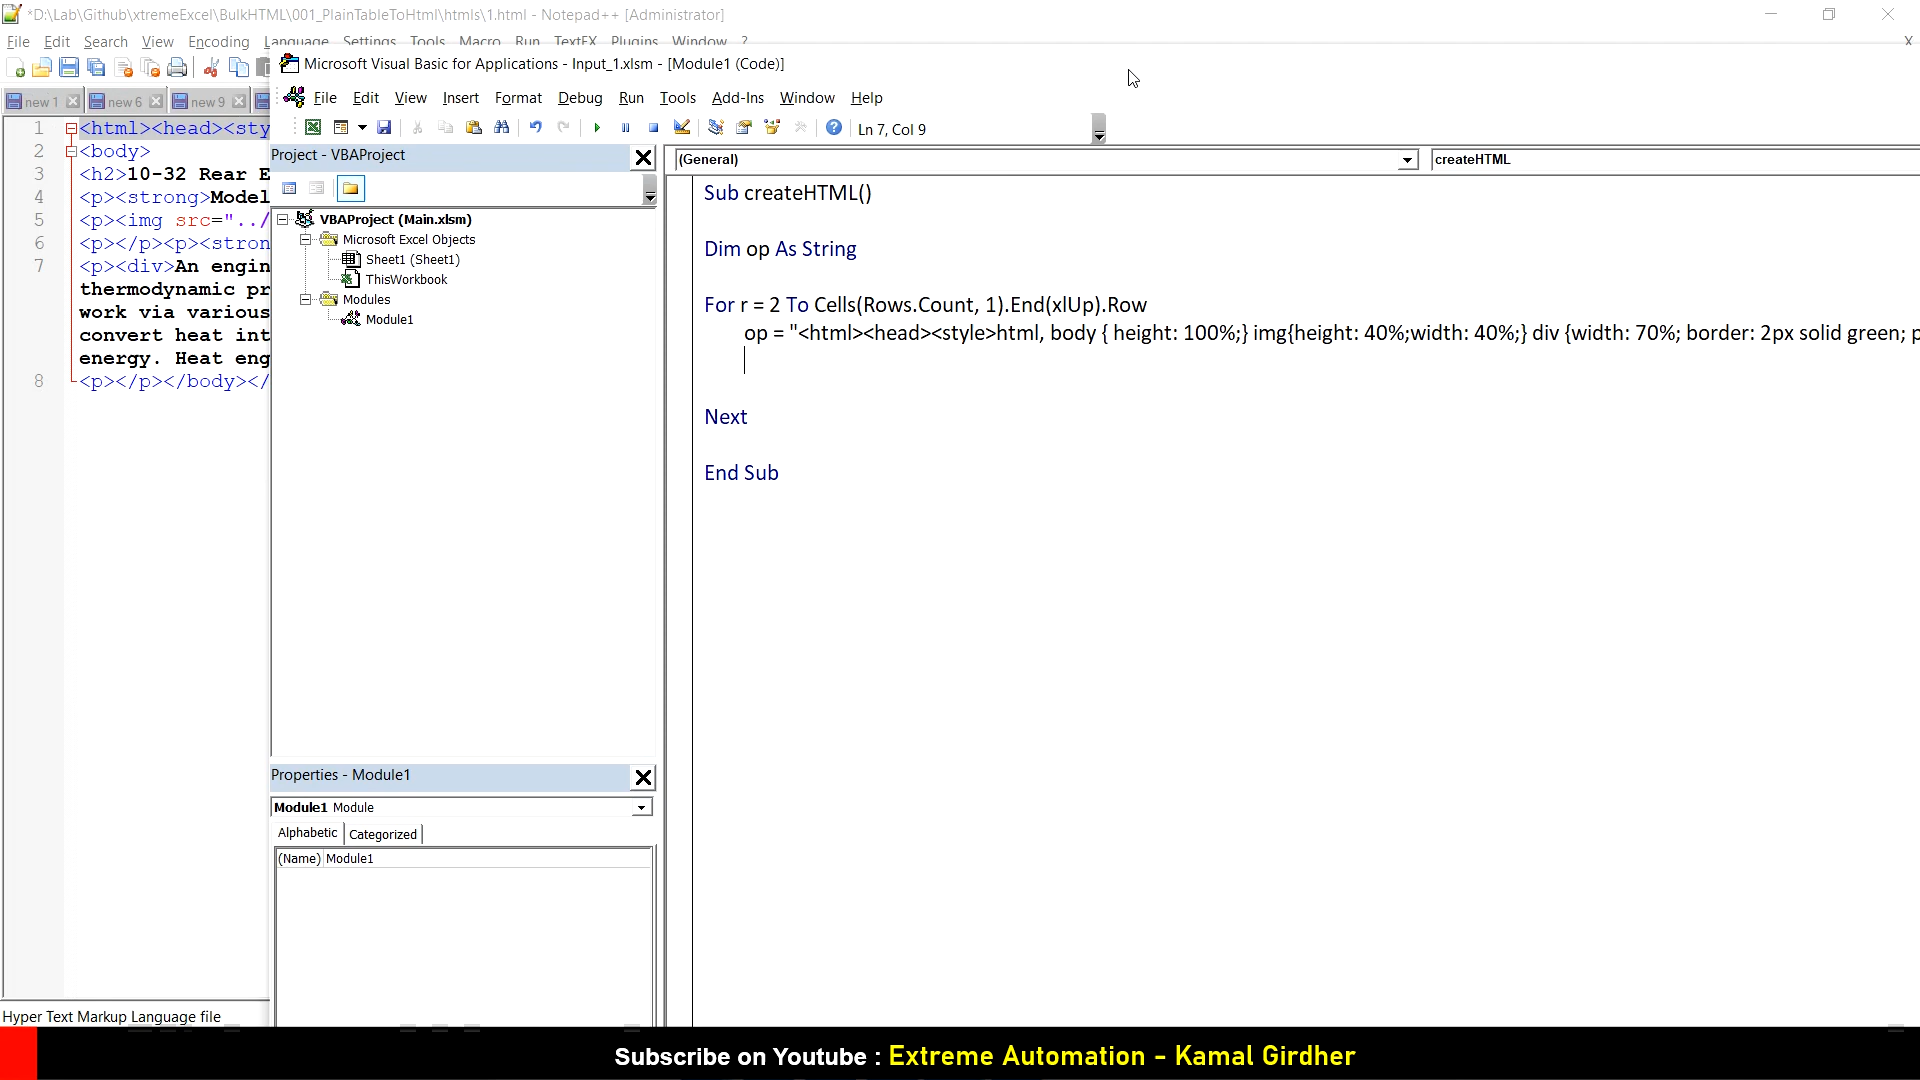 *D:\Lab\Github\xtremeExcel\BulkHTML\001_PlainTableToHtml\htmls\1.html - Notepad++ [Administrator]
File Edit Search View Encoding Language Settings Tools Macro Run TextFX Plugins Window ?
X
new 1 new 6 new 9
1 <html><head><sty
2 <body>
3 <h2>10-32 Rear E
4 <p><strong>Model
5 <p><img src="../
6 <p></p><p><stron
7 <p><div>An engin
thermodynamic pr
work via various
convert heat int
energy. Heat eng
8 <p></p></body></
Hyper Text Markup Language file
Microsoft Visual Basic for Applications - Input_1.xlsm - [Module1 (Code)]
File Edit View Insert Format Debug Run Tools Add-Ins Window Help
Ln 7, Col 9
Project - VBAProject
VBAProject (Main.xlsm)
Microsoft Excel Objects
Sheet1 (Sheet1)
ThisWorkbook
Modules
Module1
Properties - Module1
Module1 Module
Alphabetic Categorized
(Name) Module1
(General) createHTML
Sub createHTML()
Dim op As String
For r = 2 To Cells(Rows.Count, 1).End(xlUp).Row
op = "<html><head><style>html, body { height: 100%;} img{height: 40%;width: 40%;} div {width: 70%; border: 2px solid green; p
Next
End Sub
Subscribe on Youtube : Extreme Automation - Kamal Girdher